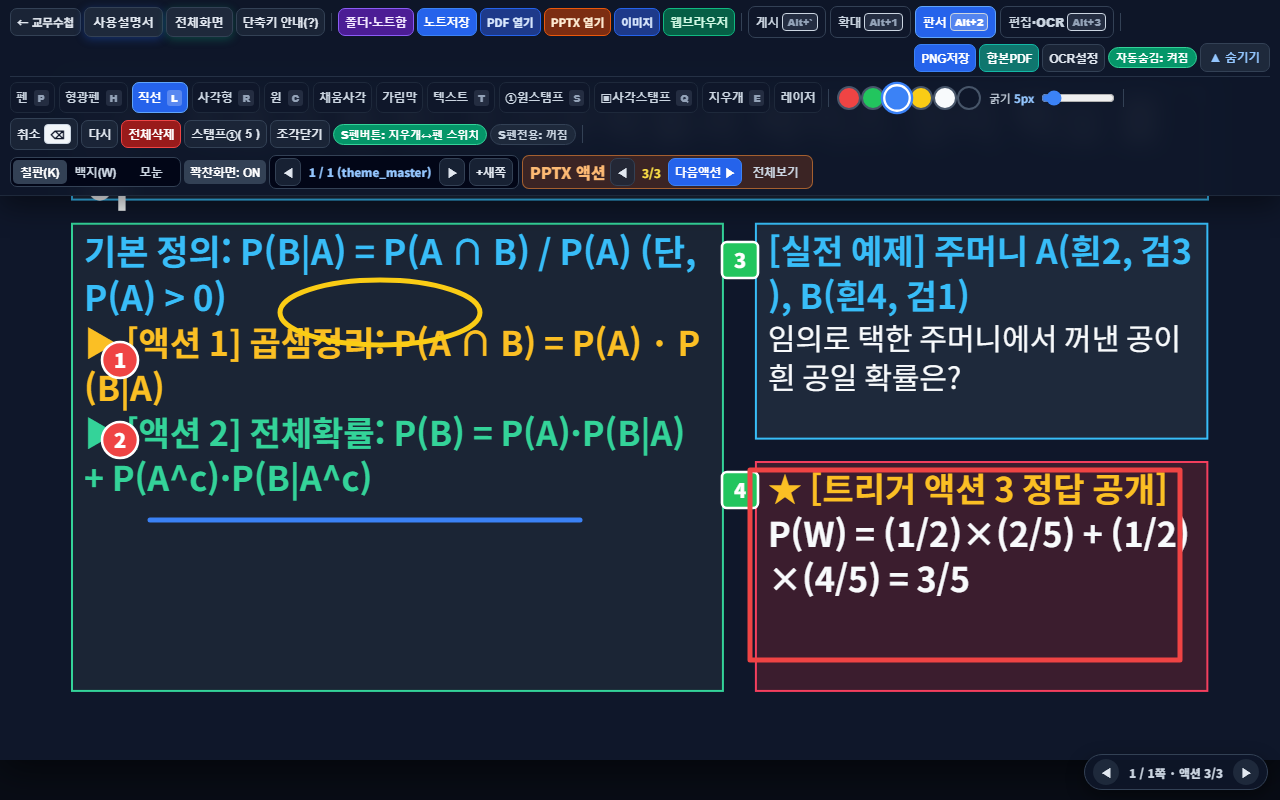 ← 교무수첩 사용설명서 전체화면 단축키 안내(?) 폴더·노트함 노트저장 PDF 열기 PPTX 열기 이미지 웹브라우저 게시 Alt+` 확대 Alt+1 판서 Alt+2 편집·OCR Alt+3
PNG저장 합본PDF OCR설정 자동숨김: 켜짐 ▲ 숨기기
펜 P 형광펜 H 직선 L 사각형 R 원 C 채움사각 가림막 텍스트 T ①원스탬프 S ▣사각스탬프 Q 지우개 E 레이저 굵기 5px
취소 ⌫ 다시 전체삭제 스탬프①( 5 ) 조각닫기 S펜버튼: 지우개↔펜 스위치 S펜전용: 꺼짐
칠판(K) 백지(W) 모눈 꽉찬화면: ON ◀ 1 / 1 (theme_master) ▶ +새쪽 PPTX 액션 ◀ 3/3 다음액션 ▶ 전체보기
기본 정의: P(B|A) = P(A ∩ B) / P(A) (단,
P(A) > 0)
▶ [액션 1] 곱셈정리: P(A ∩ B) = P(A) · P
(B|A)
1
▶ [액션 2] 전체확률: P(B) = P(A)·P(B|A)
+ P(A^c)·P(B|A^c)
2
3
[실전 예제] 주머니 A(흰2, 검3
), B(흰4, 검1)
임의로 택한 주머니에서 꺼낸 공이
흰 공일 확률은?
4
★ [트리거 액션 3 정답 공개]
P(W) = (1/2)×(2/5) + (1/2)
×(4/5) = 3/5
◀ 1 / 1쪽 · 액션 3/3 ▶